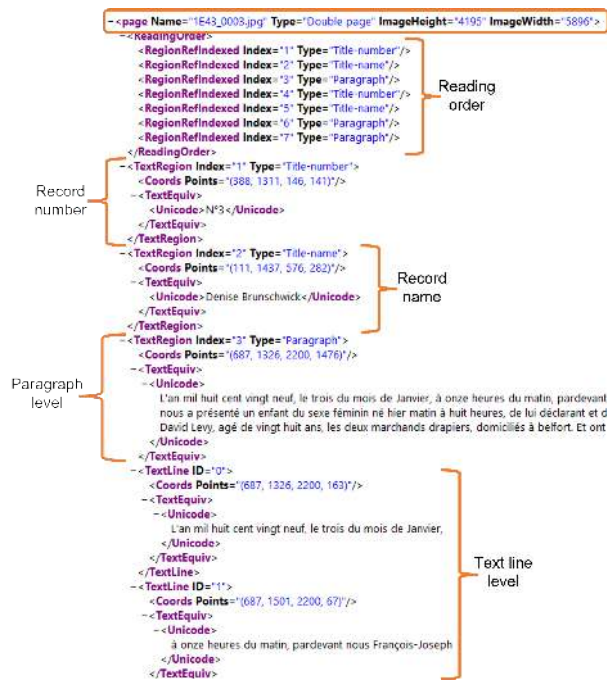 -<page Name="1E43_0003.jpg" Type="Double page" ImageHeight="4195" ImageWidth="5896">
-<ReadingOrder>
<RegionRefIndexed Index="1" Type="Title-number"/>
<RegionRefIndexed Index="2" Type="Title-name"/>
<RegionRefIndexed Index="3" Type="Paragraph"/>
<RegionRefIndexed Index="4" Type="Title-number"/>
<RegionRefIndexed Index="5" Type="Title-name"/>
<RegionRefIndexed Index="6" Type="Paragraph"/>
<RegionRefIndexed Index="7" Type="Paragraph"/>
</ReadingOrder>
Reading
order
-<TextRegion Index="1" Type="Title-number">
<Coords Points="(388, 1311, 146, 141)"/>
-<TextEquiv>
<Unicode>N°3</Unicode>
</TextEquiv>
</TextRegion>
Record
number
-<TextRegion Index="2" Type="Title-name">
<Coords Points="(111, 1437, 576, 282)"/>
-<TextEquiv>
<Unicode>Denise Brunschwick</Unicode>
</TextEquiv>
</TextRegion>
Record
name
-<TextRegion Index="3" Type="Paragraph">
<Coords Points="(687, 1326, 2200, 1476)"/>
-<TextEquiv>
-<Unicode>
L'an mil huit cent vingt neuf, le trois du mois de Janvier, à onze heures du matin, pardevant
nous a présenté un enfant du sexe féminin né hier matin à huit heures, de lui déclarant et d
David Levy, agé de vingt huit ans, les deux marchands drapiers, domiciliés à belfort. Et ont
</Unicode>
</TextEquiv>
Paragraph
level
-<TextLine ID="0">
<Coords Points="(687, 1326, 2200, 163)"/>
-<TextEquiv>
-<Unicode>
L'an mil huit cent vingt neuf, le trois du mois de Janvier,
</Unicode>
</TextEquiv>
</TextLine>
-<TextLine ID="1">
<Coords Points="(687, 1501, 2200, 67)"/>
-<TextEquiv>
-<Unicode>
à onze heures du matin, pardevant nous François-Joseph
</Unicode>
</TextEquiv>
Text line
level